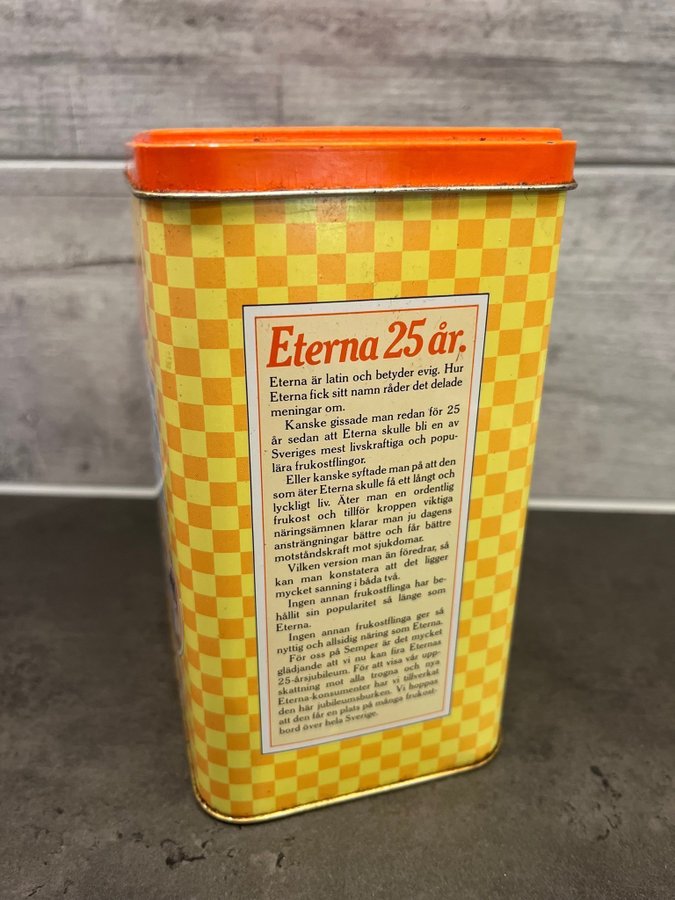 Eterna 25 år.
Eterna är latin och betyder evig. Hur
Eterna fick sitt namn råder det delade
meningar om.
Kanske gissade man redan för 25
år sedan att Eterna skulle bli en av
Sveriges mest livskraftiga och popu-
lära frukostflingor.
Eller kanske syftade man på att den
som äter Eterna skulle få ett långt och
lyckligt liv. Äter man en ordentlig
frukost och tillför kroppen viktiga
näringsämnen klarar man ju dagens
ansträngningar bättre och får bättre
motståndskraft mot sjukdomar.
Vilken version man än föredrar, så
kan man konstatera att det ligger
mycket sanning i båda två.
Ingen annan frukostflinga har be-
hållit sin popularitet så länge som
Eterna.
Ingen annan frukostflinga ger så
nyttig och allsidig näring som Eterna.
För oss på Semper är det mycket
glädjande att vi nu kan fira Eternas
25-årsjubileum. För att visa vår upp-
skattning mot alla trogna och nya
Eterna-konsumenter har vi tillverkat
den här jubileumsburken. Vi hoppas
att den får en plats på många frukost-
bord över hela Sverige.